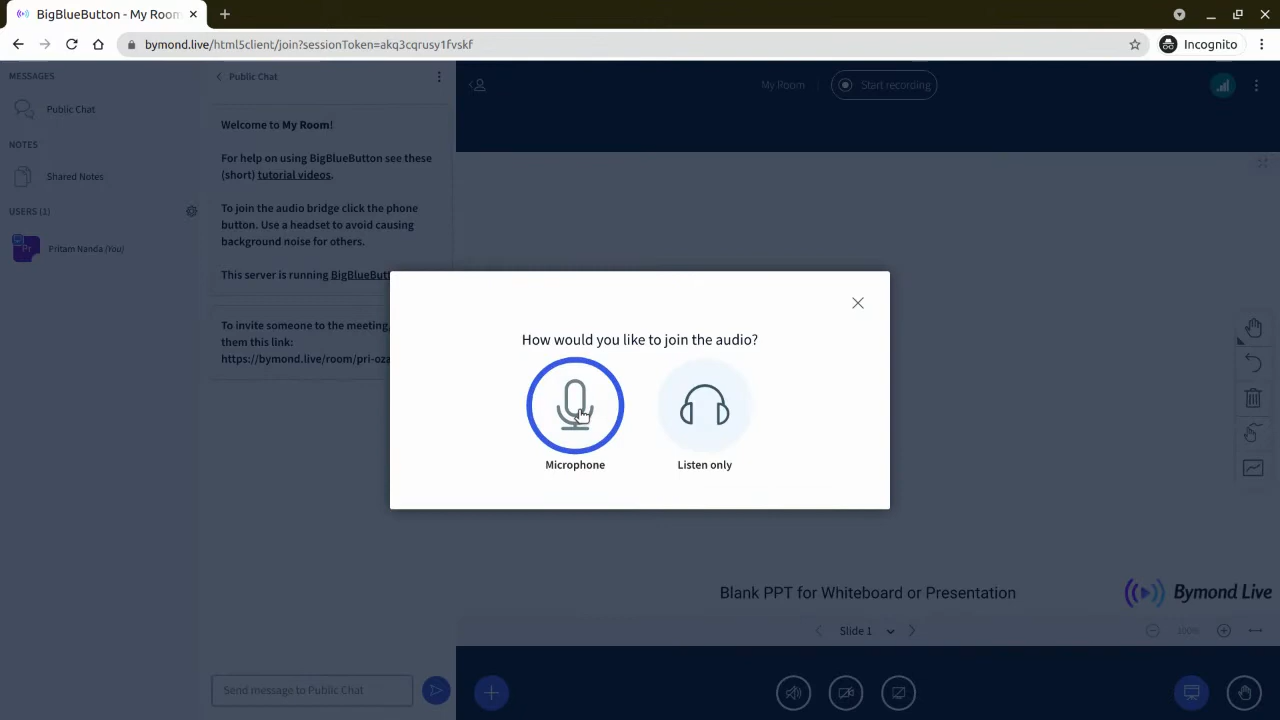 BigBlueButton - My Room
bymond.live/html5client/join?sessionToken=akq3cqrusy1fvskf
Incognito
MESSAGES
Public Chat
NOTES
Shared Notes
USERS (1)
Pr
Pritam Nanda (You)
Public Chat
Welcome to My Room!
For help on using BigBlueButton see these
(short) tutorial videos.
To join the audio bridge click the phone
button. Use a headset to avoid causing
background noise for others.
This server is running BigBlueButt
To invite someone to the meeting,
them this link:
https://bymond.live/room/pri-oza
Send message to Public Chat
My Room
Start recording
How would you like to join the audio?
Microphone
Listen only
Blank PPT for Whiteboard or Presentation
Bymond Live
Slide 1
100%